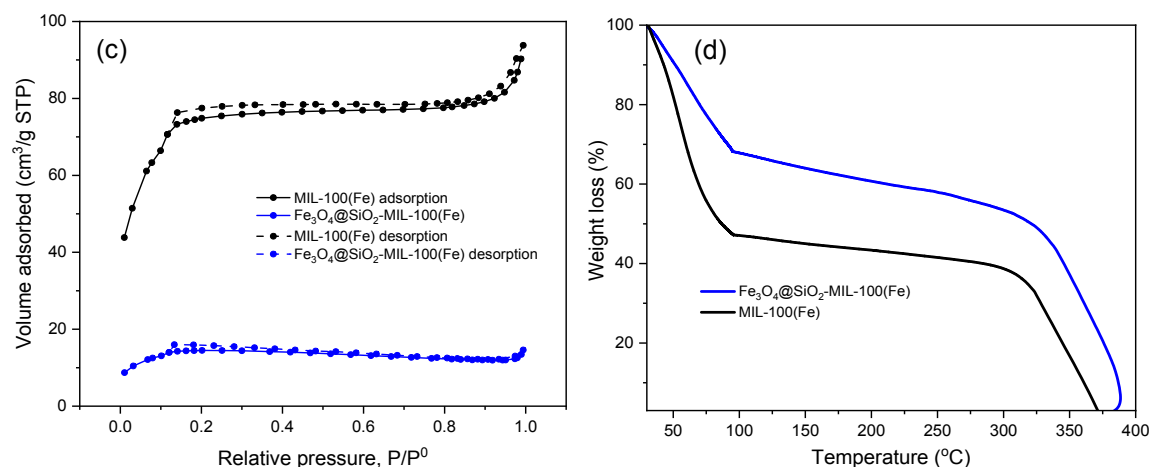 (c)
Volume adsorbed (cm³/g STP)
100
80
60
40
20
0
MIL-100(Fe) adsorption
Fe₃O₄@SiO₂-MIL-100(Fe)
MIL-100(Fe) desorption
Fe₃O₄@SiO₂-MIL-100(Fe) desorption
0.0 0.2 0.4 0.6 0.8 1.0
Relative pressure, P/P⁰
(d)
Weight loss (%)
100
80
60
40
20
Fe₃O₄@SiO₂-MIL-100(Fe)
MIL-100(Fe)
50 100 150 200 250 300 350 400
Temperature (°C)